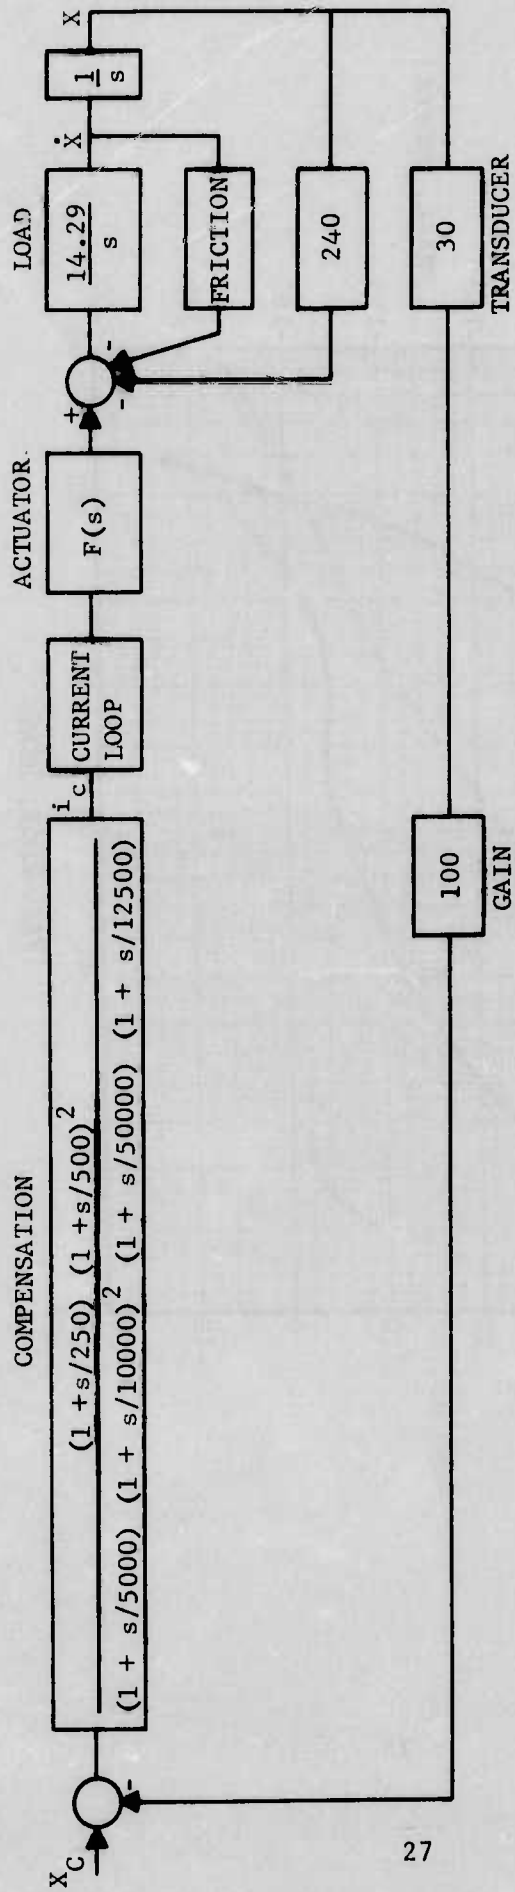 COMPENSATION
X_C
-
(1 +s/250) (1 +s/500)²
(1 + s/5000) (1 + s/10000)² (1 + s/50000) (1 + s/12500)
i_c
CURRENT
LOOP
ACTUATOR
F(s)
+
-
-
LOAD
14.29
s
Ẋ
1
s
X
FRICTION
240
30
TRANSDUCER
100
GAIN
27